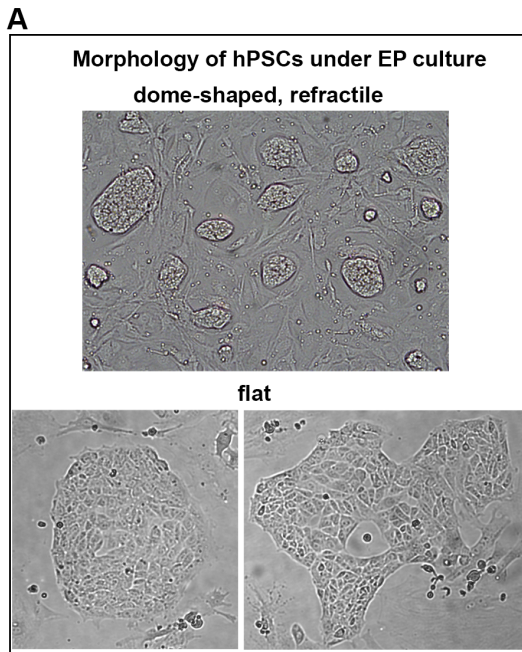 A
Morphology of hPSCs under EP culture
dome-shaped, refractile
flat